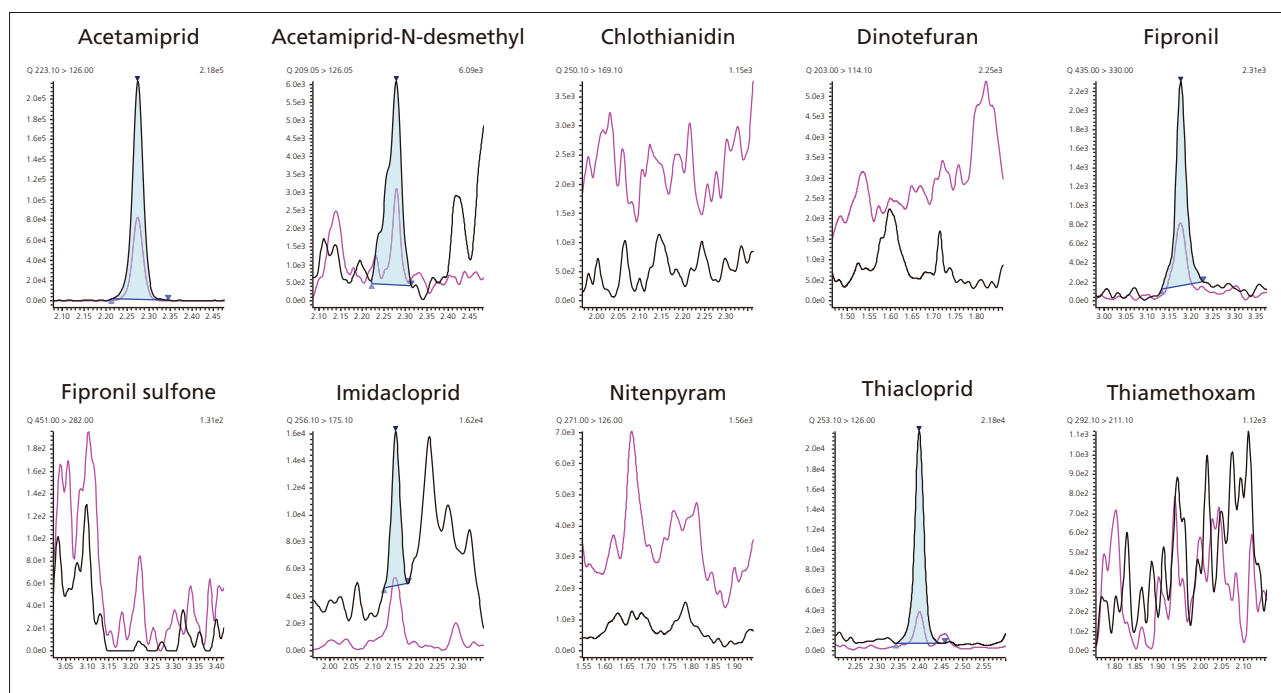 Acetamiprid
Q 223.10 > 126.00 2.18e5
2.0e5
1.8e5
1.5e5
1.5e5
1.2e5
1.0e5
8.0e4
6.0e4
4.0e4
2.0e4
0.0e0
2.10 2.15 2.20 2.25 2.30 2.35 2.40 2.45
Acetamiprid-N-desmethyl
Q 209.05 > 126.05 6.09e3
6.0e3
5.5e3
5.0e3
4.5e3
4.0e3
3.5e3
3.0e3
2.5e3
2.0e3
1.5e3
1.0e3
5.0e2
0.0e0
2.10 2.15 2.20 2.25 2.30 2.35 2.40 2.45
Chlothianidin
Q 250.10 > 169.10 1.15e3
3.5e3
3.0e3
2.5e3
2.0e3
1.5e3
1.0e3
5.0e2
0.0e0
2.00 2.05 2.10 2.15 2.20 2.25 2.30
Dinotefuran
Q 203.00 > 114.10 2.25e3
5.0e3
4.5e3
4.0e3
3.5e3
3.0e3
2.5e3
2.0e3
1.5e3
1.0e3
5.0e2
0.0e0
1.50 1.55 1.60 1.65 1.70 1.75 1.80
Fipronil
Q 435.00 > 330.00 2.31e3
2.2e3
2.0e3
1.8e3
1.5e3
1.4e3
1.2e3
1.0e3
8.0e2
6.0e2
4.0e2
2.0e2
0.0e0
3.00 3.05 3.10 3.15 3.20 3.25 3.30 3.35
Fipronil sulfone
Q 451.00 > 282.00 1.31e2
1.8e2
1.6e2
1.4e2
1.2e2
1.0e2
8.0e1
6.0e1
4.0e1
2.0e1
0.0e0
3.05 3.10 3.15 3.20 3.25 3.30 3.35 3.40
Imidacloprid
Q 256.10 > 175.10 1.62e4
1.6e4
1.4e4
1.2e4
1.0e4
8.0e3
6.0e3
4.0e3
2.0e3
0.0e0
2.00 2.05 2.10 2.15 2.20 2.25 2.30
Nitenpyram
Q 271.00 > 126.00 1.56e3
7.0e3
6.0e3
5.0e3
4.0e3
3.0e3
2.0e3
1.0e3
0.0e0
1.55 1.60 1.65 1.70 1.75 1.80 1.85 1.90
Thiacloprid
Q 253.10 > 126.00 2.18e4
2.0e4
1.8e4
1.5e4
1.5e4
1.2e4
1.0e4
8.0e3
6.0e3
4.0e3
2.0e3
0.0e0
2.25 2.30 2.35 2.40 2.45 2.50 2.55
Thiamethoxam
Q 292.10 > 211.10 1.12e3
1.1e3
1.0e3
9.0e2
8.0e2
7.0e2
6.0e2
5.0e2
4.0e2
3.0e2
2.0e2
1.0e2
0.0e0
1.80 1.85 1.90 1.95 2.00 2.05 2.10